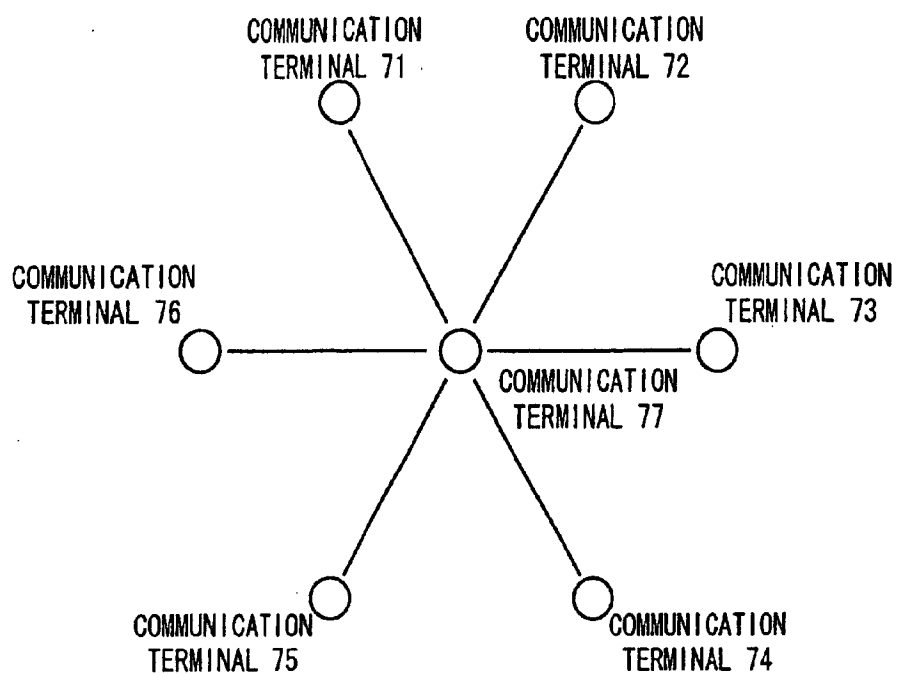 COMMUNICATION
TERMINAL 71
COMMUNICATION
TERMINAL 72
COMMUNICATION
TERMINAL 76
COMMUNICATION
TERMINAL 73
COMMUNICATION
TERMINAL 77
COMMUNICATION
TERMINAL 75
COMMUNICATION
TERMINAL 74